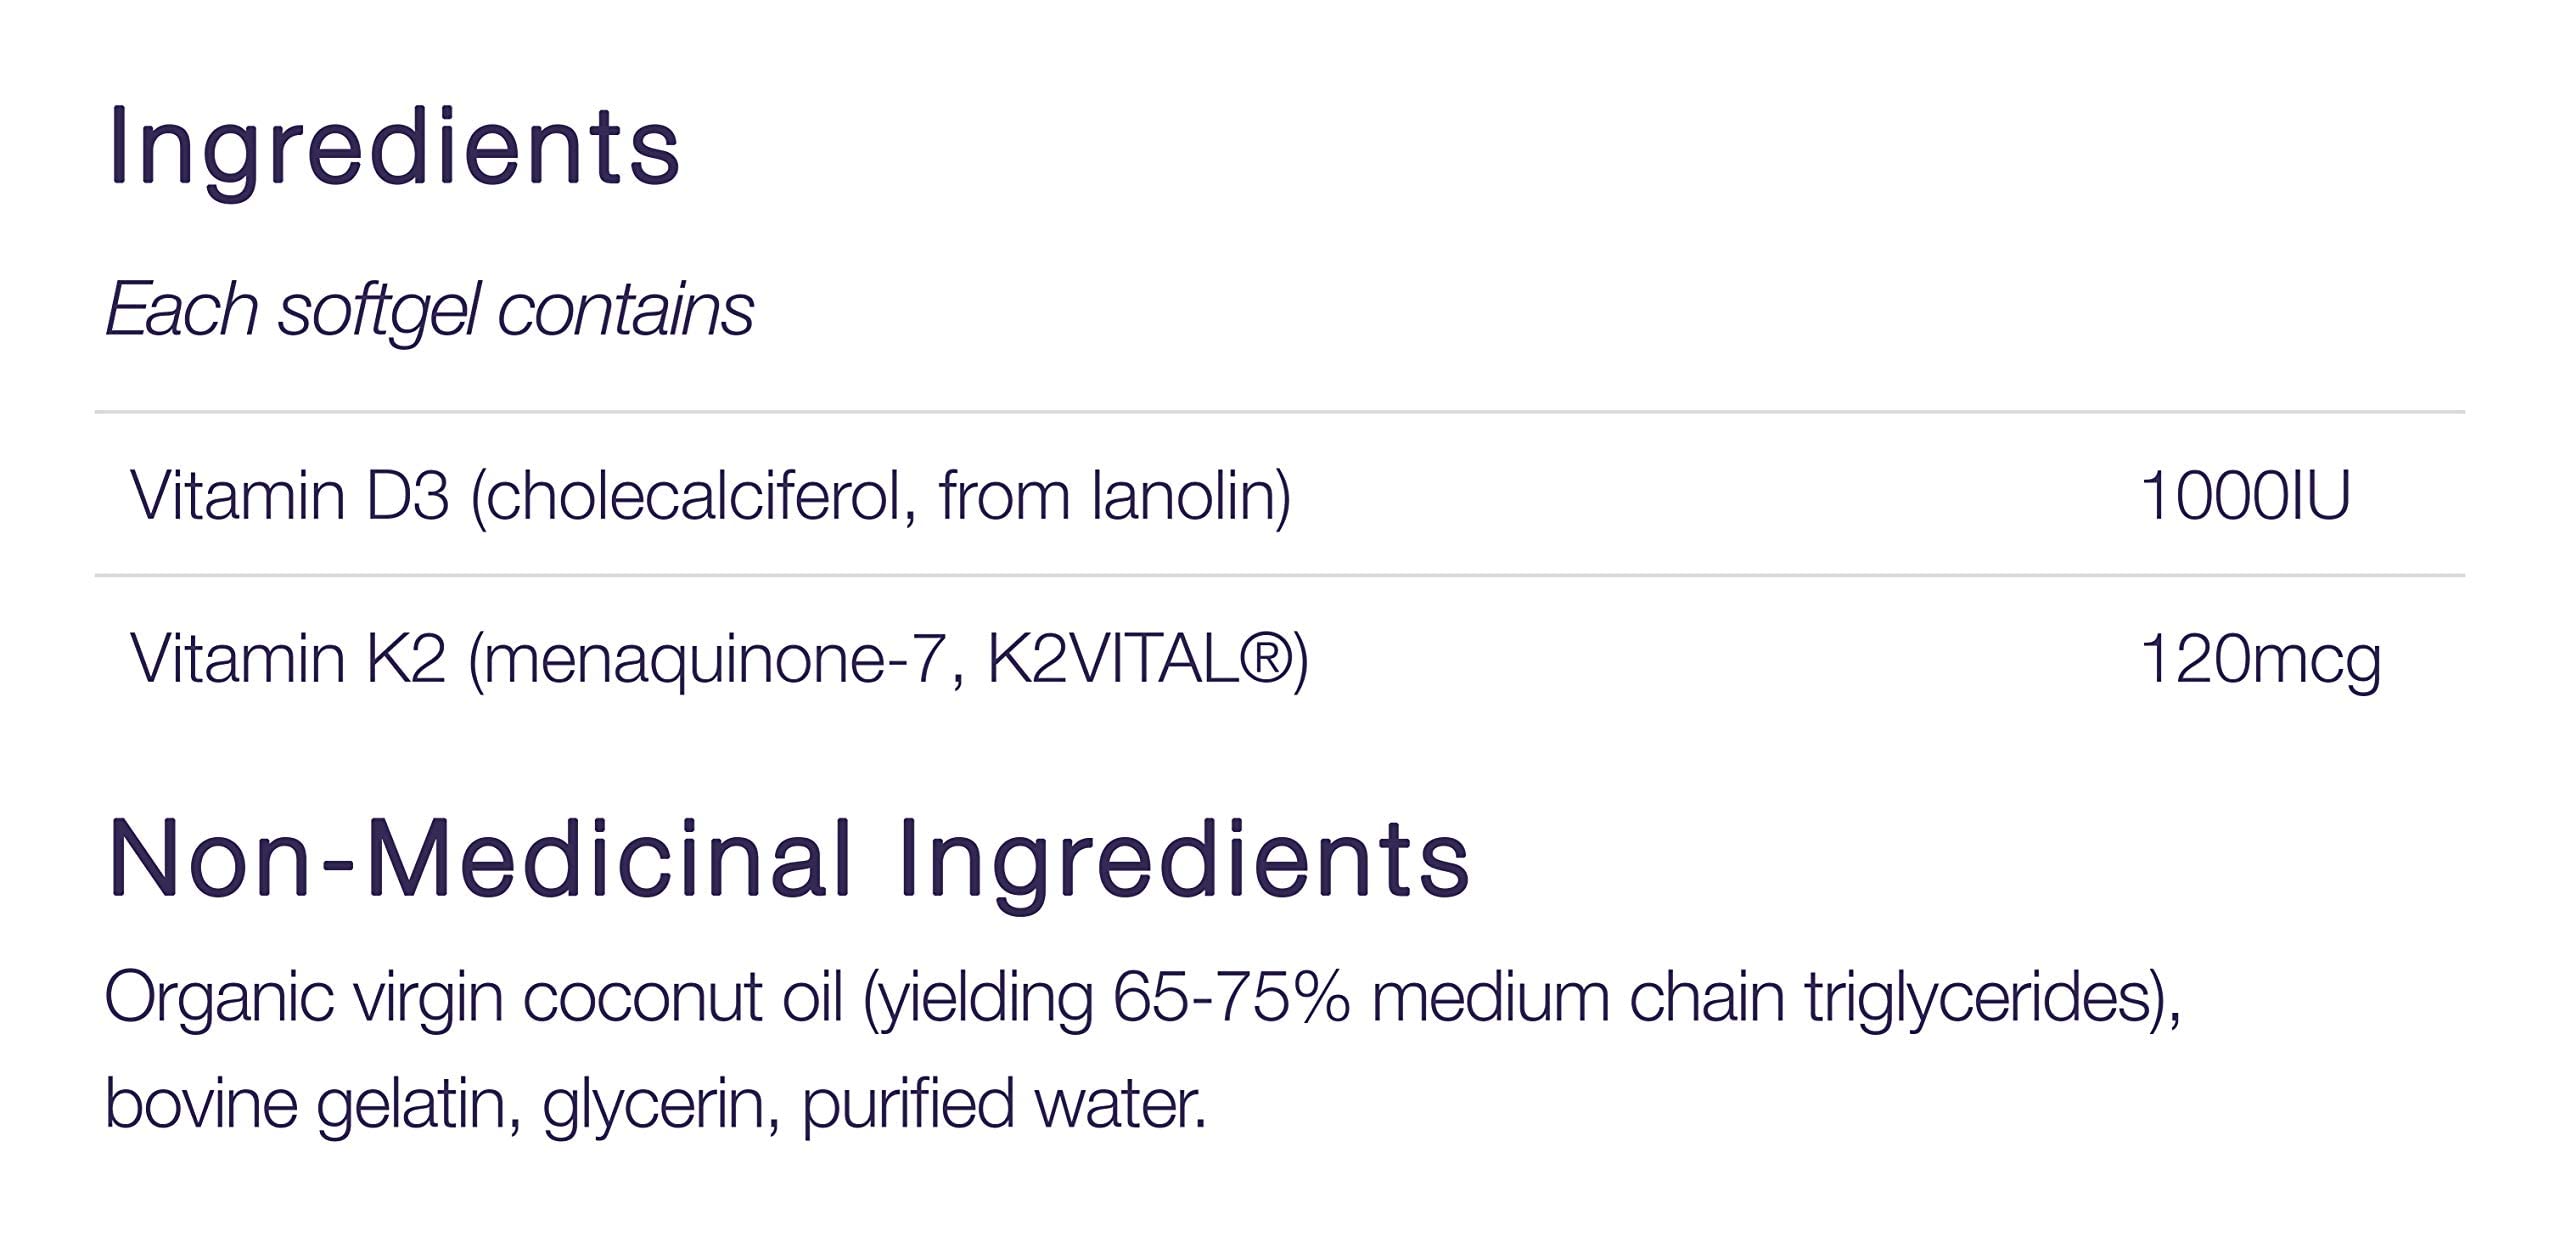 Ingredients
Each softgel contains
Vitamin D3 (cholecalciferol, from lanolin) 1000IU
Vitamin K2 (menaquinone-7, K2VITAL®) 120mcg
Non-Medicinal Ingredients
Organic virgin coconut oil (yielding 65-75% medium chain triglycerides),
bovine gelatin, glycerin, purified water.